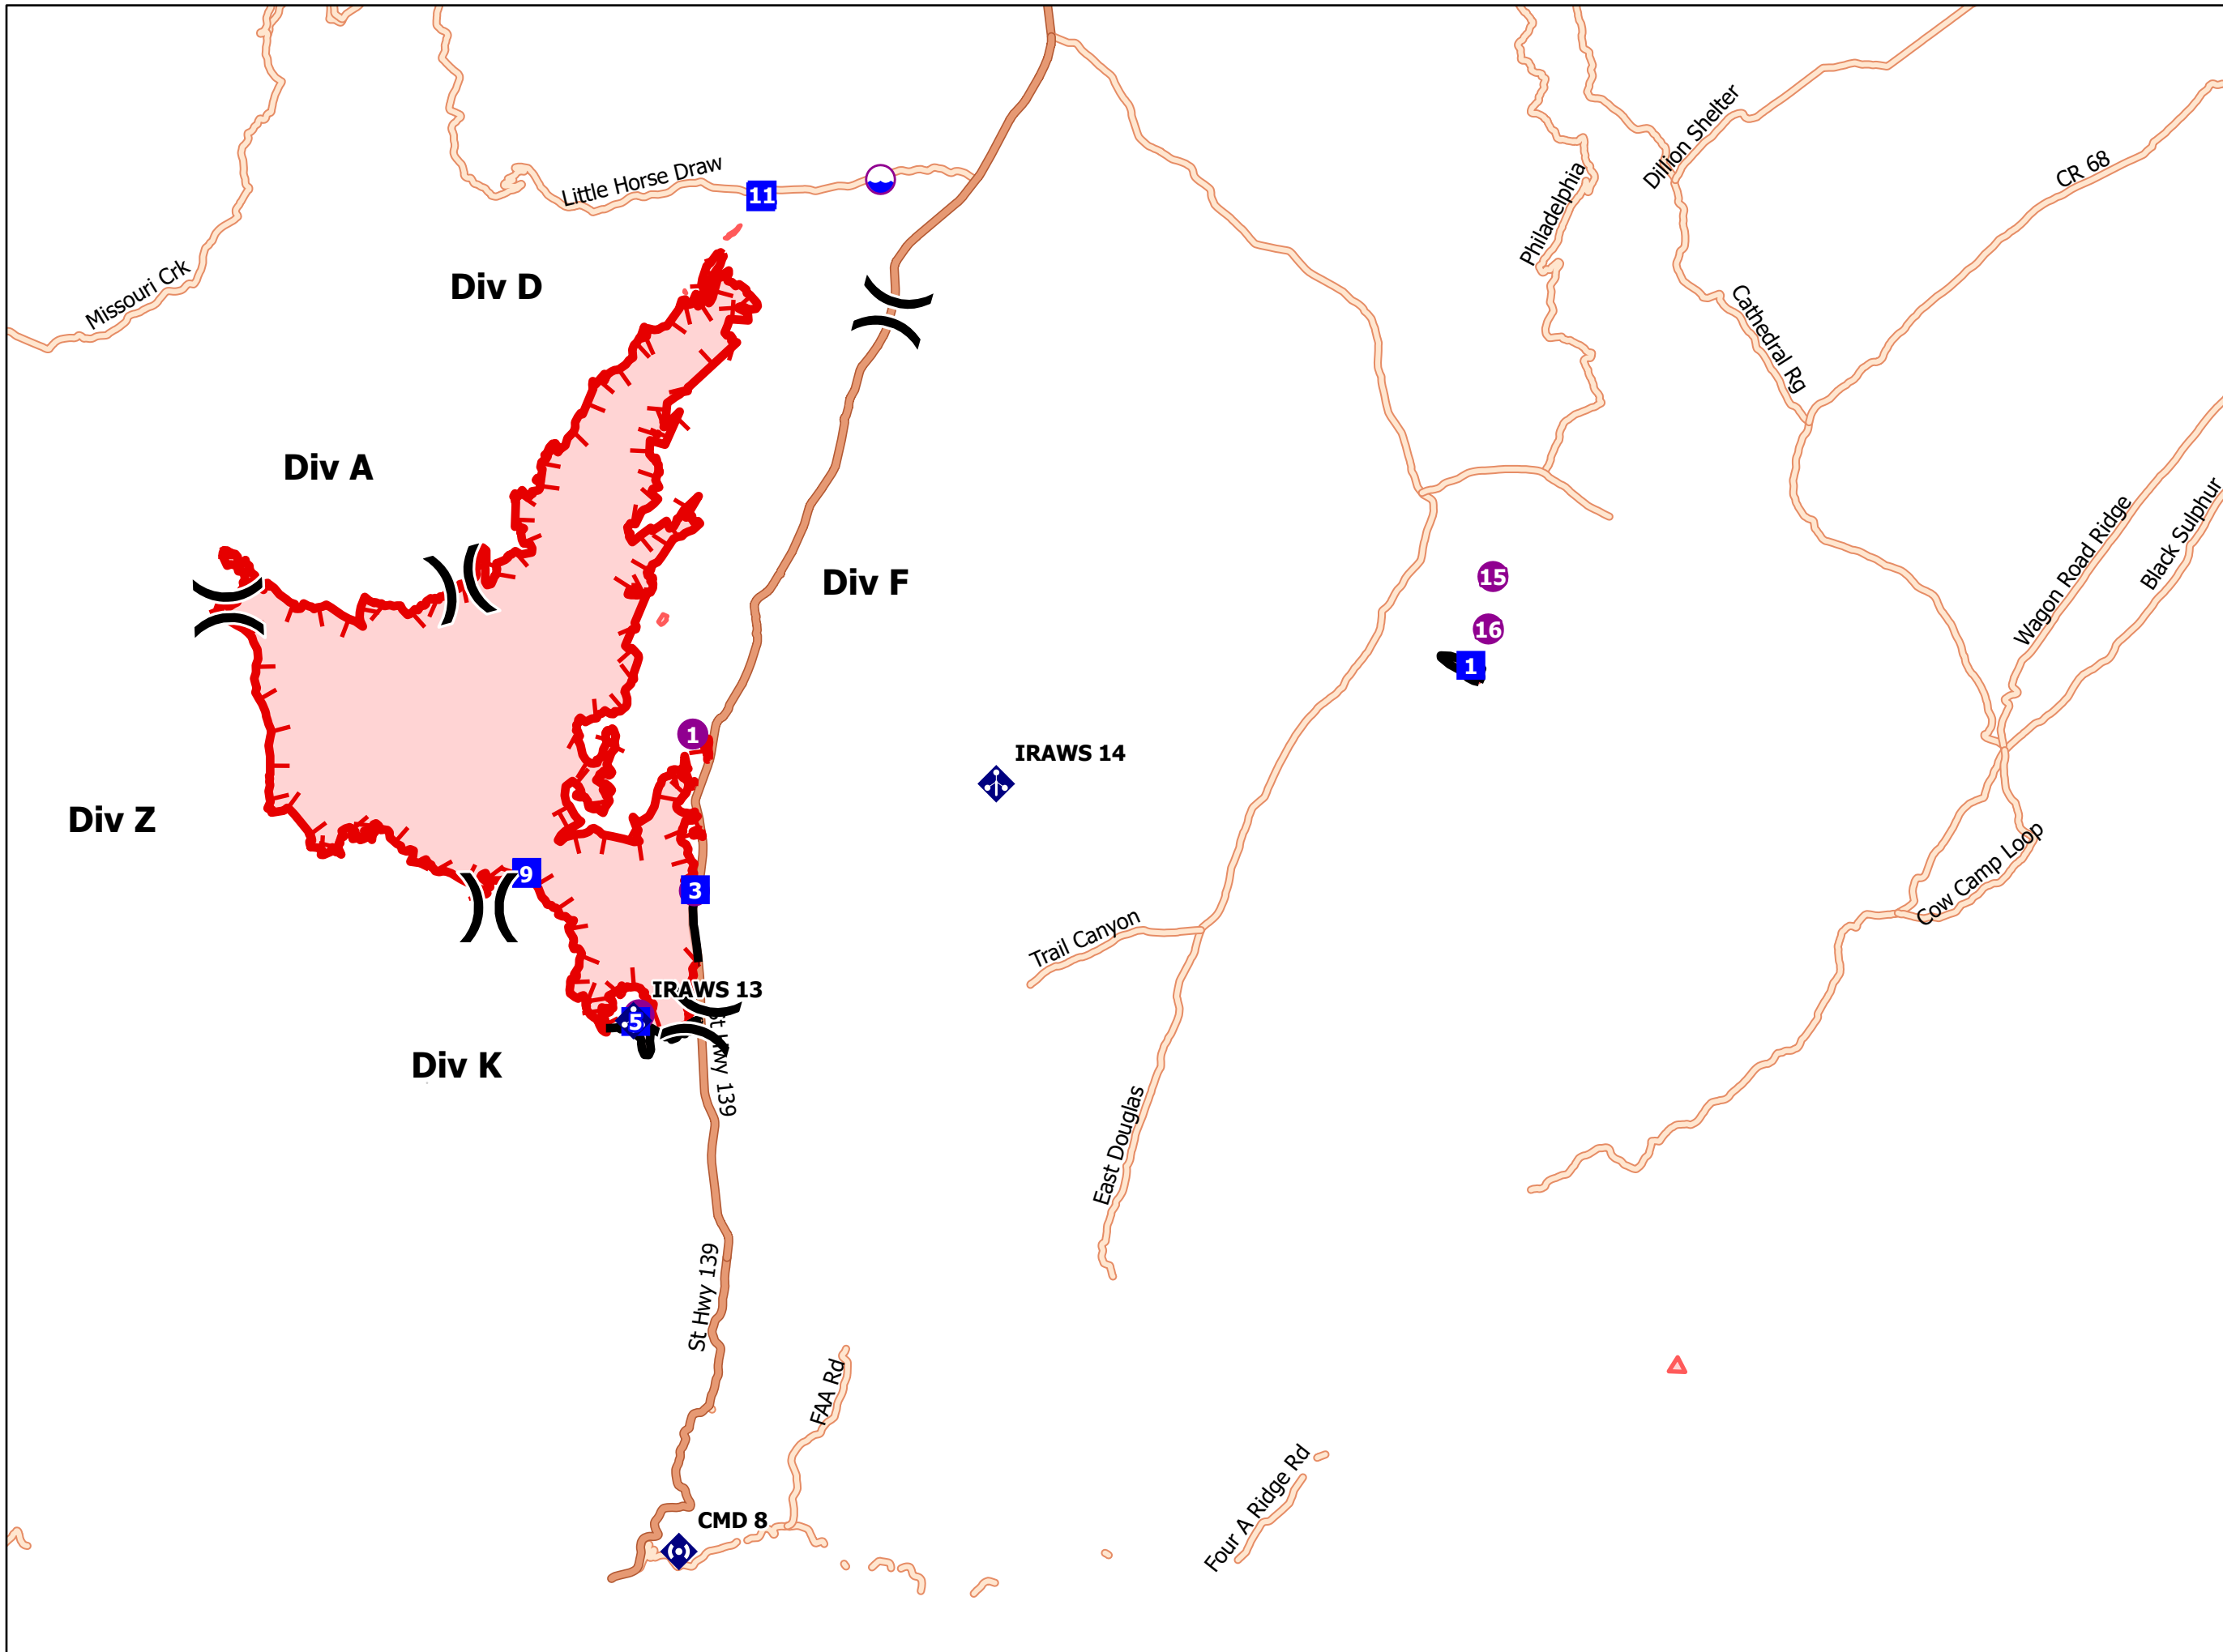 Dillion Shelter
CR 68
Philadelphia
Little Horse Draw
11
Missouri Crk
Div D
Cathedral Rg
Div A
Wagon Road Ridge
Black Sulphur
Div F
15
16
1
1
IRAWS 14
Div Z
9
3
Cow Camp Loop
Trail Canyon
IRAWS 13
5
St Hwy 139
Div K
East Douglas
St Hwy 139
FAA Rd
Four A Ridge Rd
CMD 8